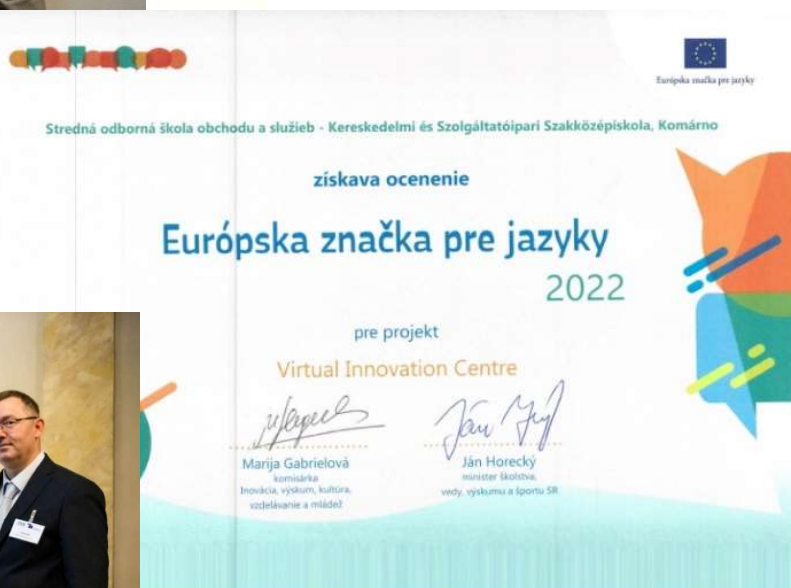 Európska značka pre jazyky
Stredná odborná škola obchodu a služieb - Kereskedelmi és Szolgáltatóipari Szakközépiskola, Komárno
získava ocenenie
Európska značka pre jazyky
2022
pre projekt
Virtual Innovation Centre
Marija Gabrielová
komisárka
Inovácia, výskum, kultúra,
vzdelávanie a mládež
Ján Horecký
minister školstva,
vedy, výskumu a športu SR